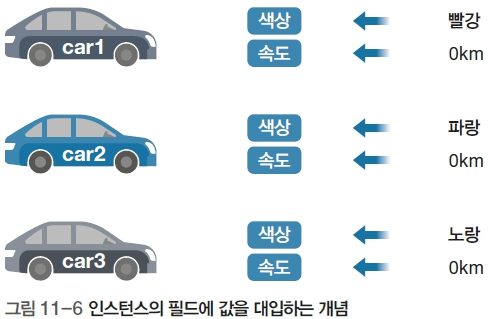 car1 색상 빨강
속도 0km
car2 색상 파랑
속도 0km
car3 색상 노랑
속도 0km
그림 11-6 인스턴스의 필드에 값을 대입하는 개념